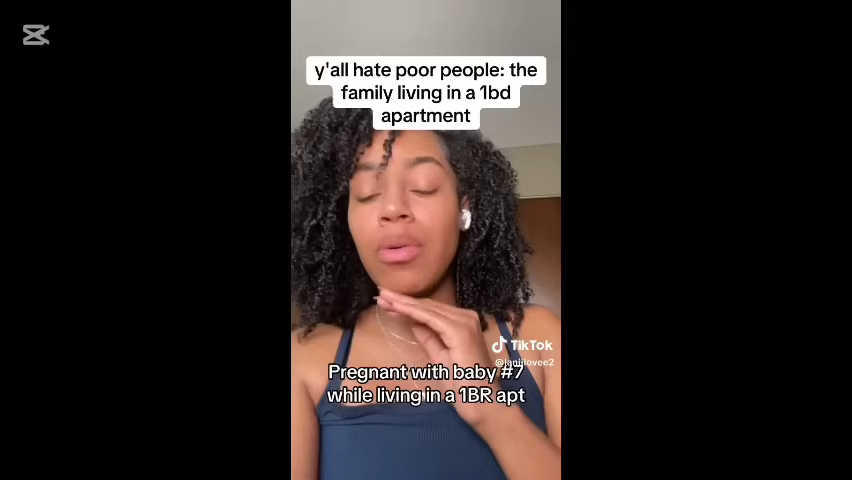 y'all hate poor people: the
family living in a 1bd
apartment
TikTok
@janiilovee2
Pregnant with baby #7
while living in a 1BR apt